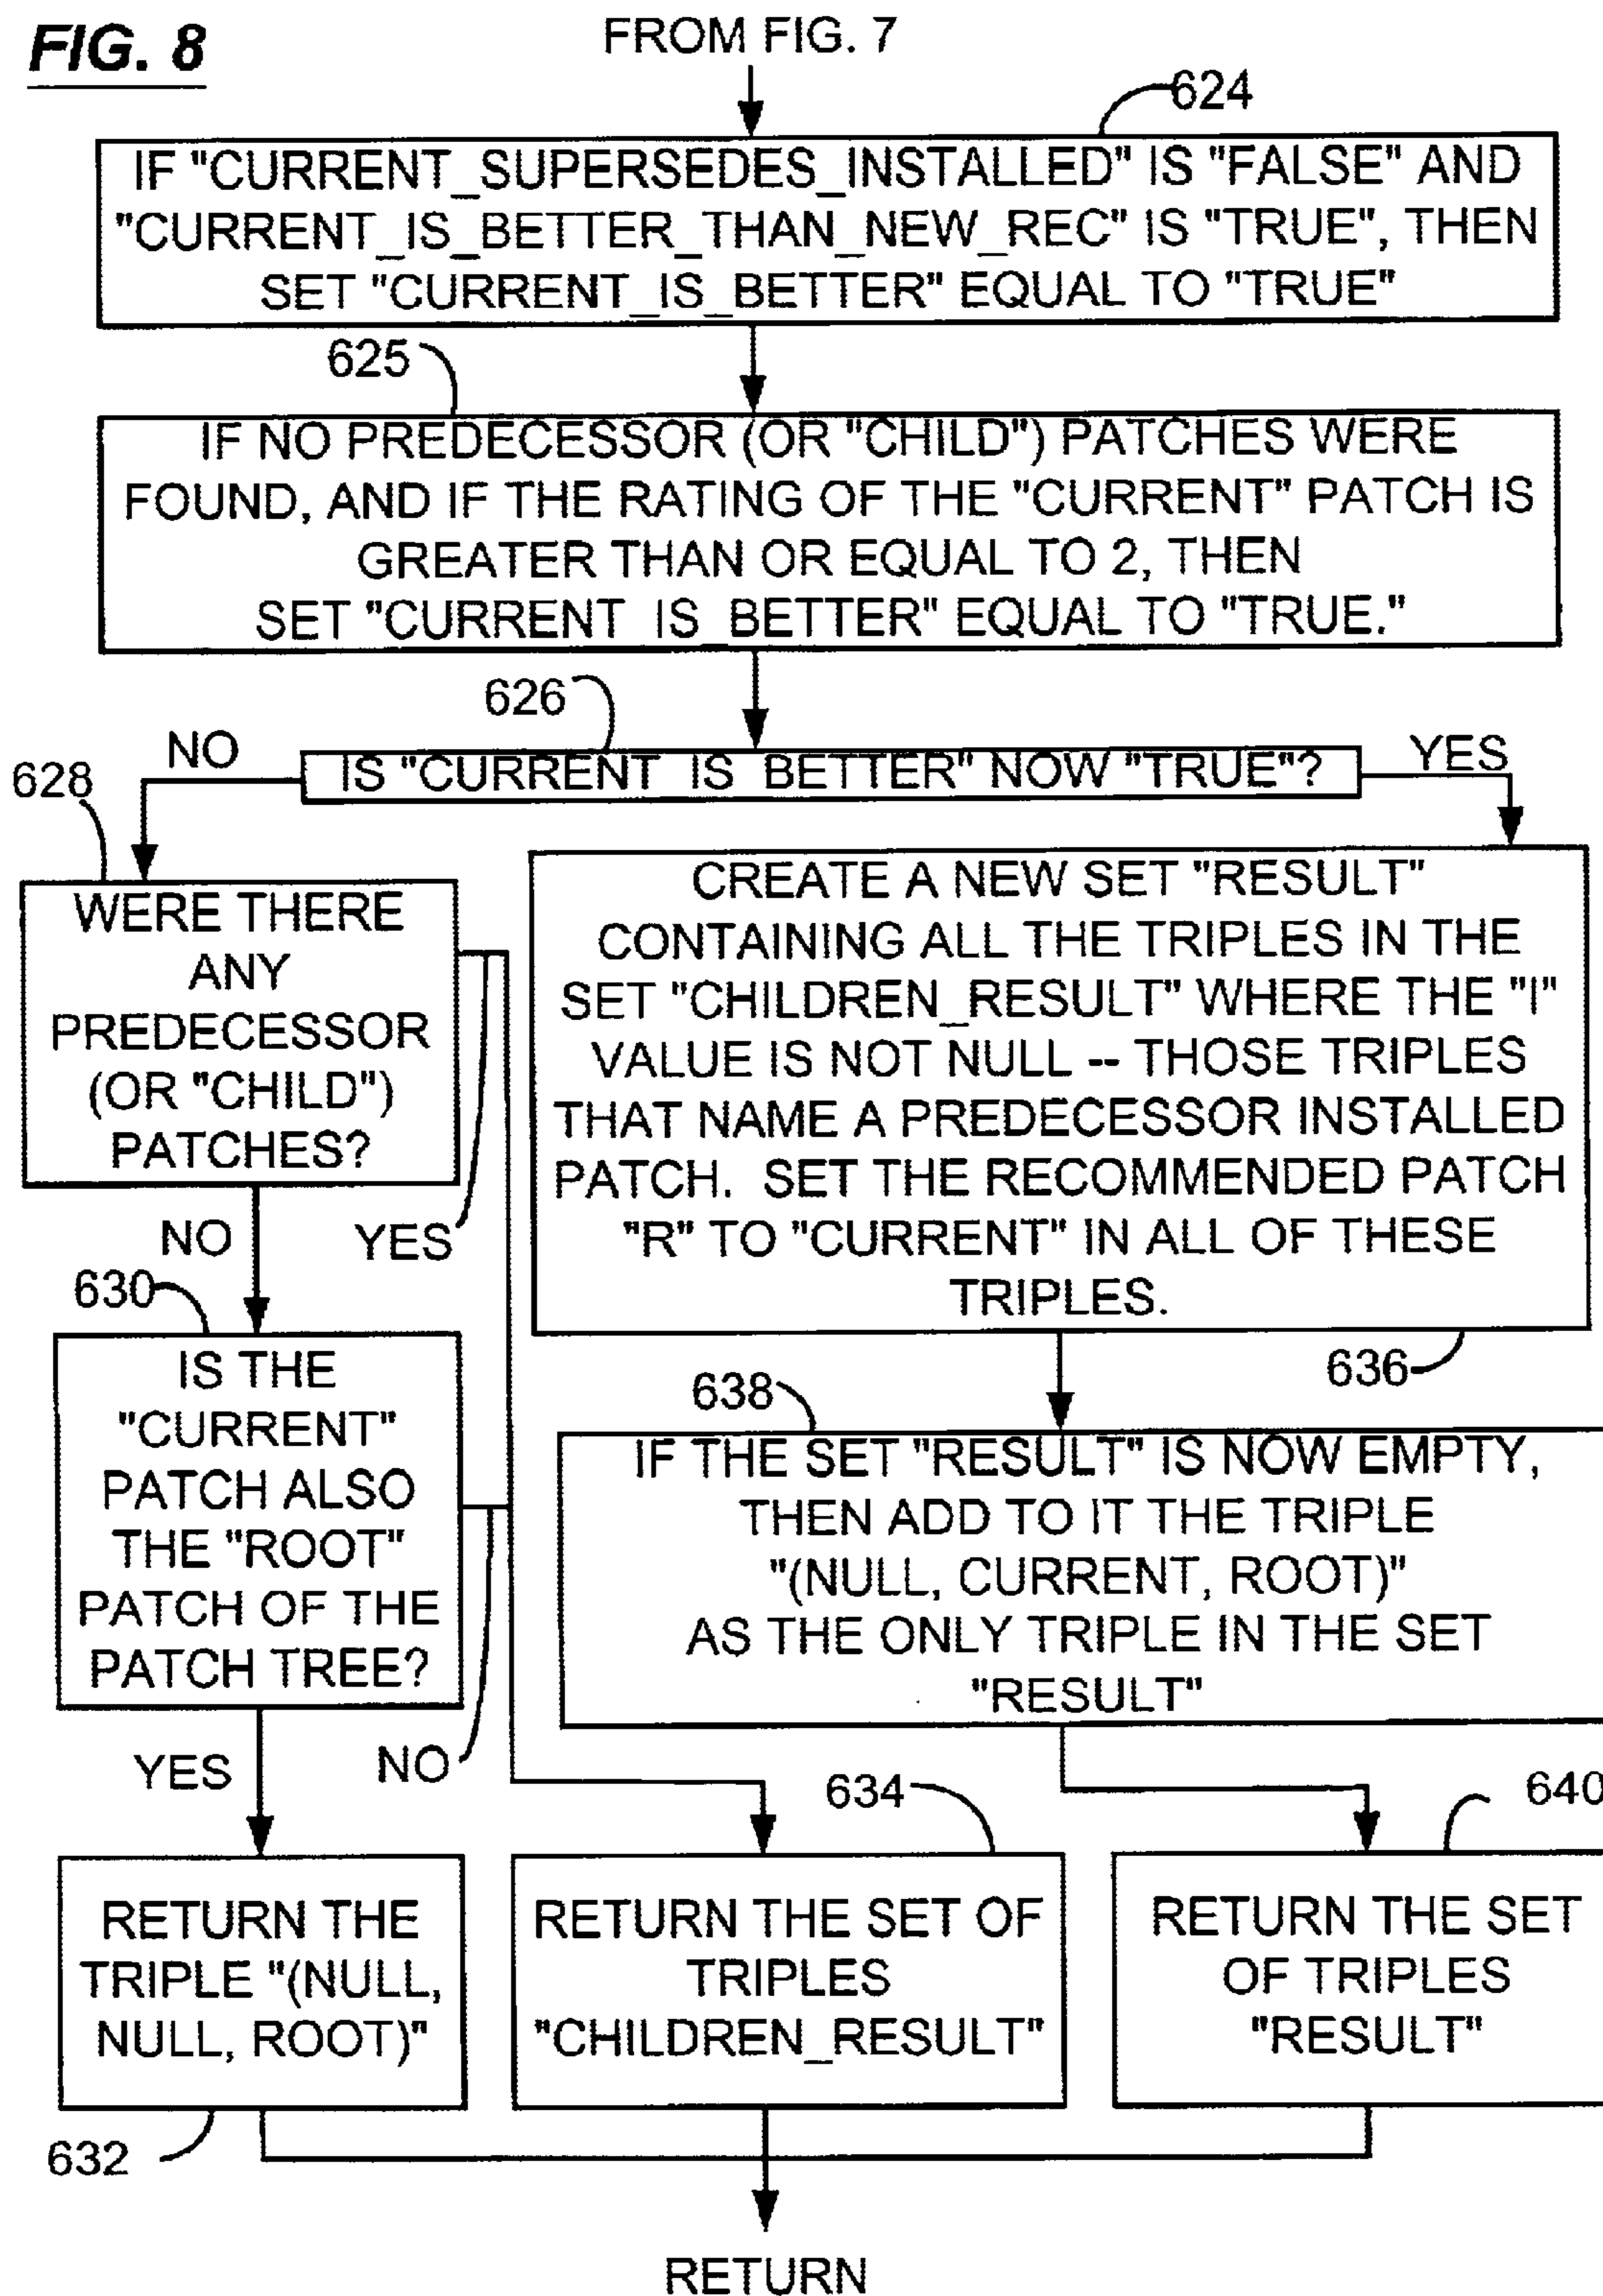 FIG. 8
FROM FIG. 7
624
IF "CURRENT_SUPERSEDES_INSTALLED" IS "FALSE" AND
"CURRENT_IS_BETTER_THAN_NEW_REC" IS "TRUE", THEN
SET "CURRENT_IS_BETTER" EQUAL TO "TRUE"
625
IF NO PREDECESSOR (OR "CHILD") PATCHES WERE
FOUND, AND IF THE RATING OF THE "CURRENT" PATCH IS
GREATER THAN OR EQUAL TO 2, THEN
SET "CURRENT_IS_BETTER" EQUAL TO "TRUE."
626
NO
IS "CURRENT_IS_BETTER" NOW "TRUE"?
YES
628
WERE THERE
ANY
PREDECESSOR
(OR "CHILD")
PATCHES?
NO
YES
CREATE A NEW SET "RESULT"
CONTAINING ALL THE TRIPLES IN THE
SET "CHILDREN_RESULT" WHERE THE "I"
VALUE IS NOT NULL -- THOSE TRIPLES
THAT NAME A PREDECESSOR INSTALLED
PATCH. SET THE RECOMMENDED PATCH
"R" TO "CURRENT" IN ALL OF THESE
TRIPLES.
636
630
IS THE
"CURRENT"
PATCH ALSO
THE "ROOT"
PATCH OF THE
PATCH TREE?
YES
NO
638
IF THE SET "RESULT" IS NOW EMPTY,
THEN ADD TO IT THE TRIPLE
"(NULL, CURRENT, ROOT)"
AS THE ONLY TRIPLE IN THE SET
"RESULT"
634
640
RETURN THE
TRIPLE "(NULL,
NULL, ROOT)"
632
RETURN THE SET OF
TRIPLES
"CHILDREN_RESULT"
RETURN THE SET
OF TRIPLES
"RESULT"
RETURN